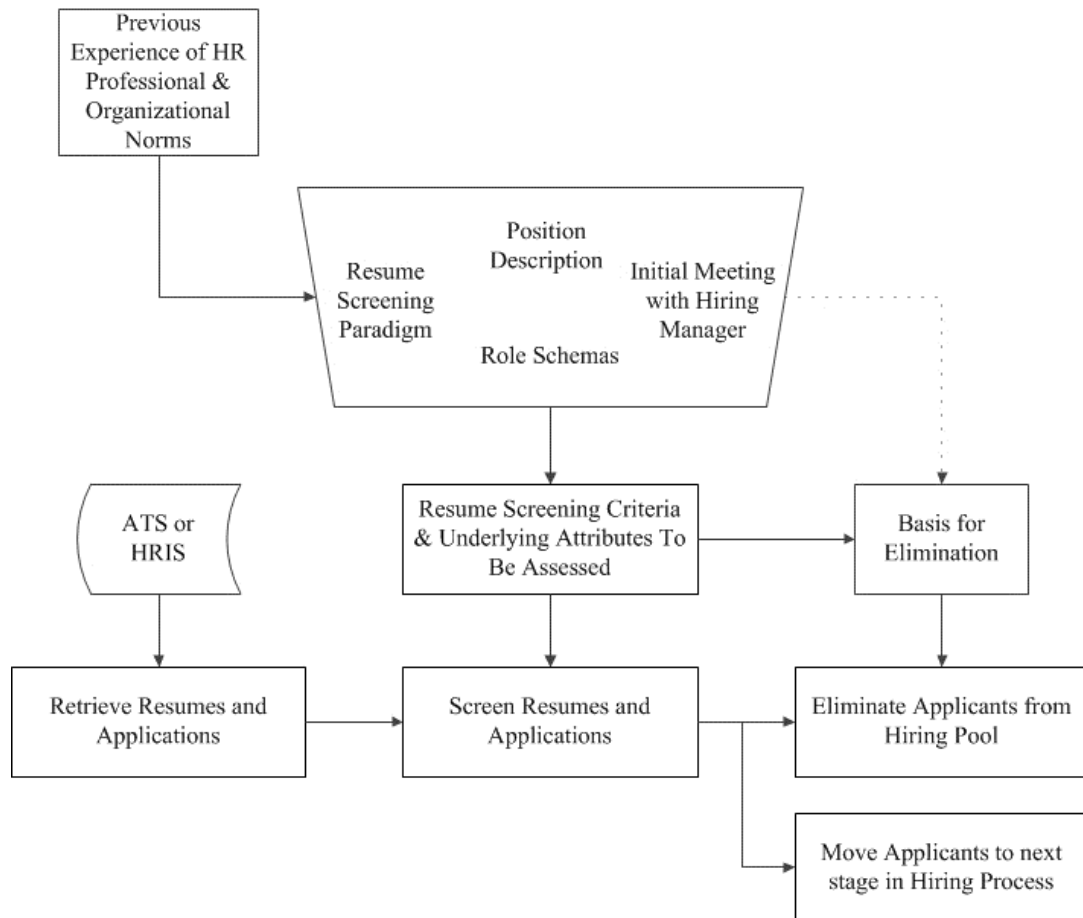 Previous
Experience of HR
Professional &
Organizational
Norms
Position
Description
Resume
Screening
Paradigm
Initial Meeting
with Hiring
Manager
Role Schemas
ATS or
HRIS
Resume Screening Criteria
& Underlying Attributes To
Be Assessed
Basis for
Elimination
Retrieve Resumes and
Applications
Screen Resumes and
Applications
Eliminate Applicants from
Hiring Pool
Move Applicants to next
stage in Hiring Process